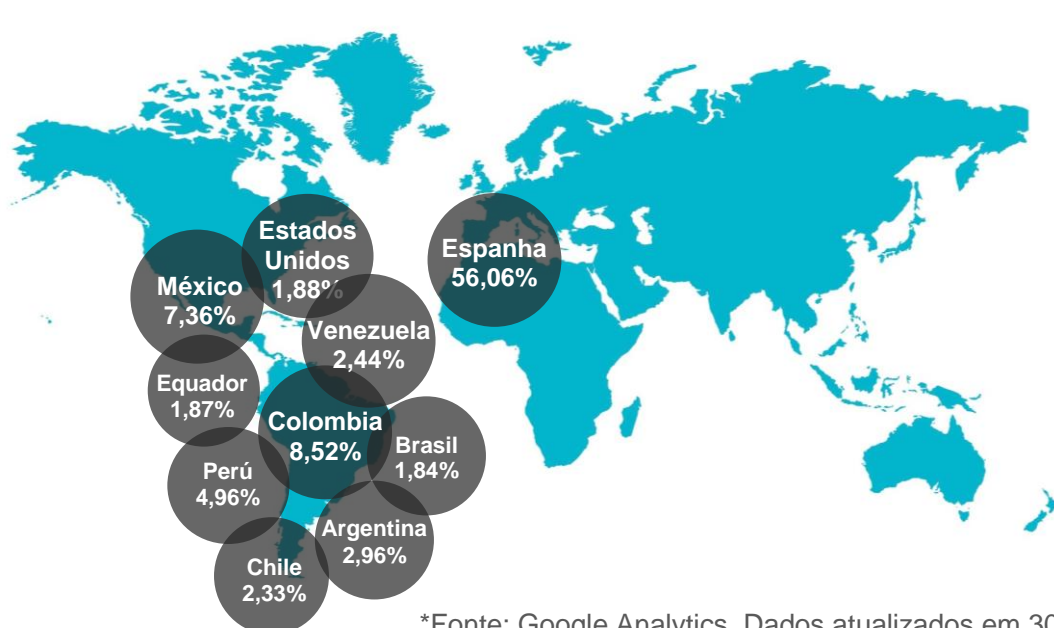 Estados
Unidos
1,88%
Espanha
56,06%
México
7,36%
Venezuela
2,44%
Equador
1,87%
Colombia
8,52%
Brasil
1,84%
Perú
4,96%
Argentina
2,96%
Chile
2,33%
*Fonte: Google Analytics. Dados atualizados em 30